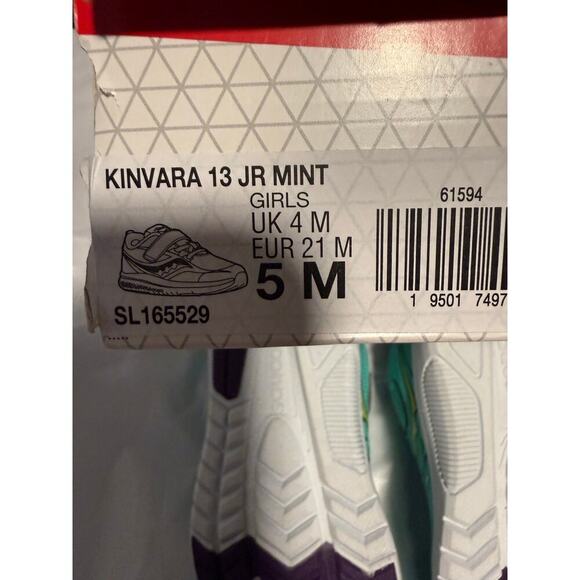 KINVARA 13 JR MINT
GIRLS
UK 4 M
EUR 21 M
5 M
SL165529
61594
1 9501 7497